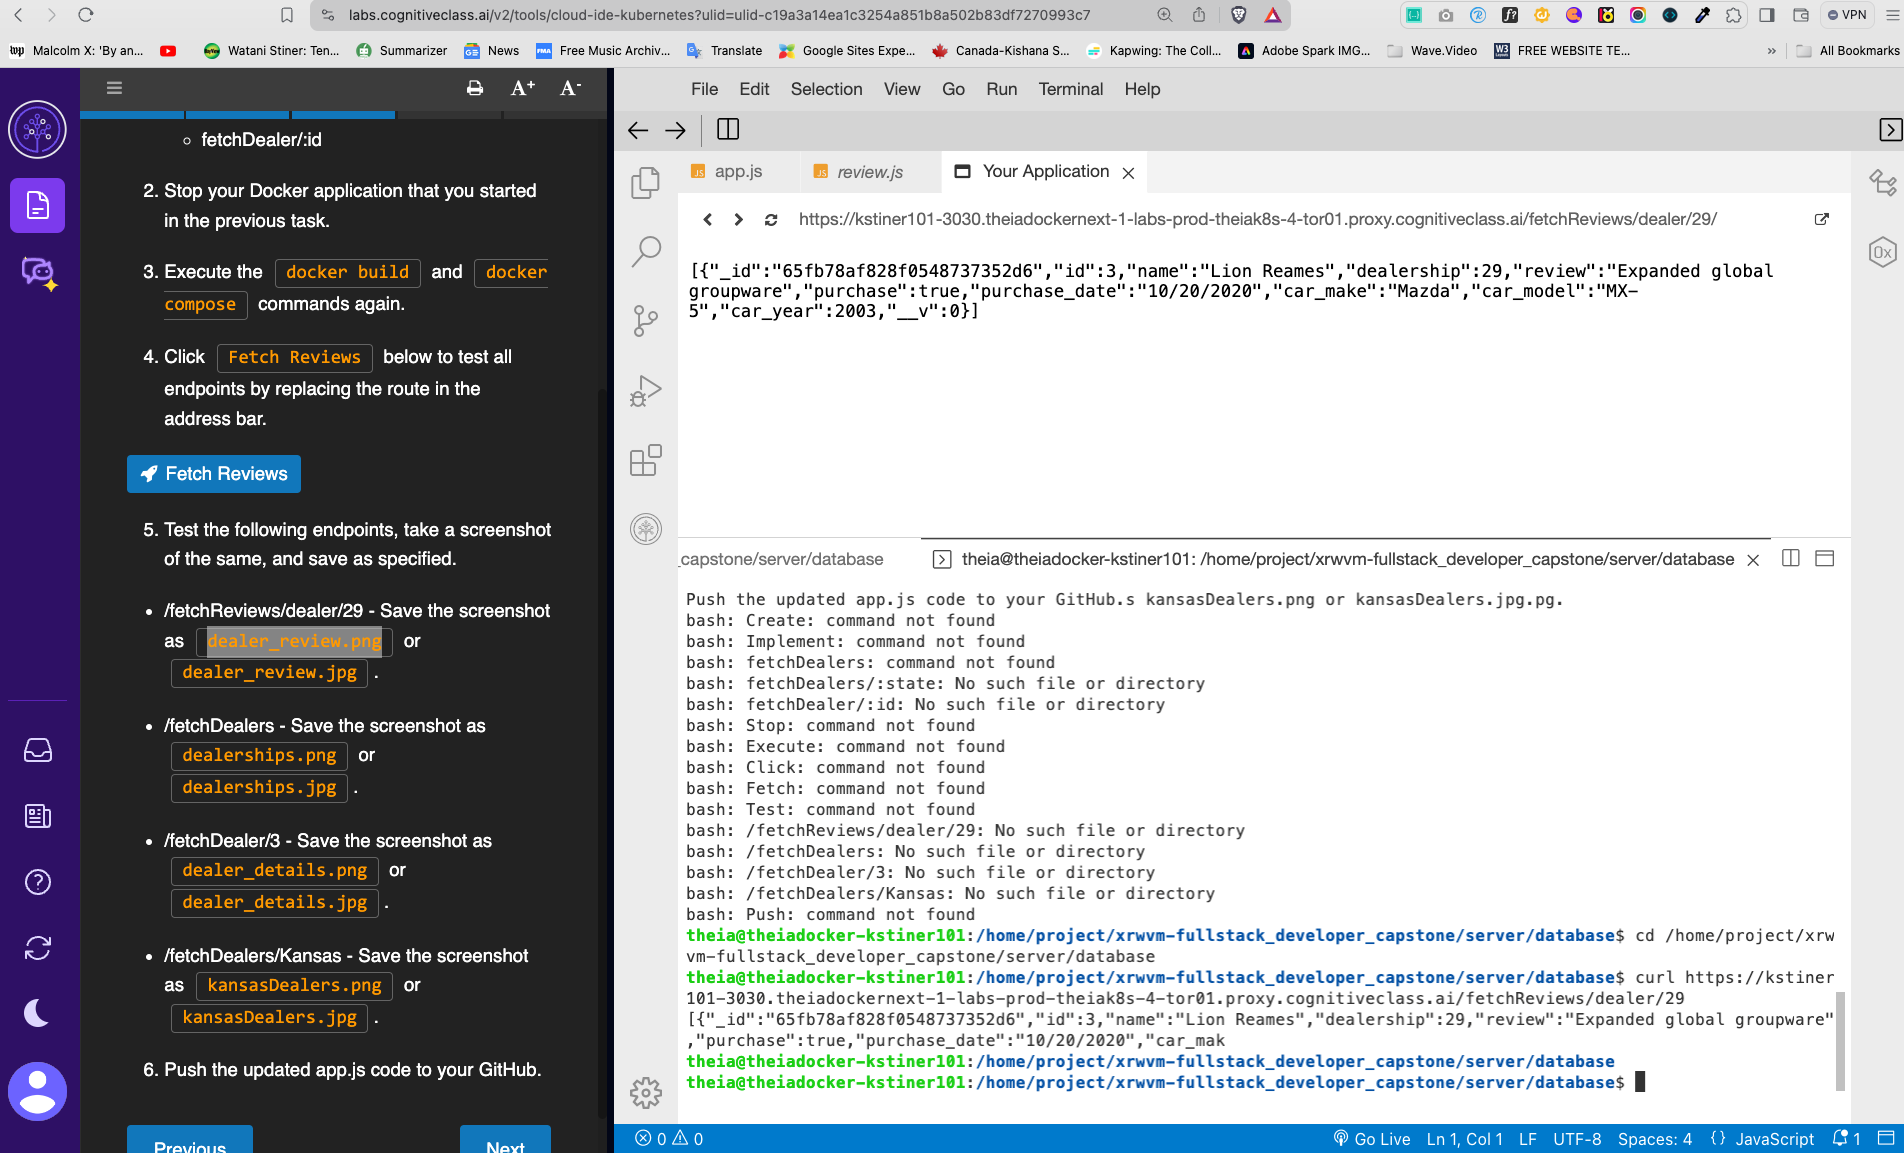 labs.cognitiveclass.ai/v2/tools/cloud-ide-kubernetes?ulid=ulid-c19a3a14ea1c3254a851b8a502b83df7270993c7
VPN
wp Malcolm X: 'By an...
Watani Stiner: Ten...
Summarizer
News
FMA Free Music Archiv...
Translate
Google Sites Expe...
Canada-Kishana S...
Kapwing: The Coll...
Adobe Spark IMG...
Wave.Video
W3 FREE WEBSITE TE...
»
All Bookmarks
A+ A-
File Edit Selection View Go Run Terminal Help
fetchDealer/:id
2. Stop your Docker application that you started
in the previous task.
3. Execute the docker build and docker
compose commands again.
4. Click Fetch Reviews below to test all
endpoints by replacing the route in the
address bar.
Fetch Reviews
5. Test the following endpoints, take a screenshot
of the same, and save as specified.
/fetchReviews/dealer/29 - Save the screenshot
as dealer_review.png or
dealer_review.jpg .
/fetchDealers - Save the screenshot as
dealerships.png or
dealerships.jpg .
/fetchDealer/3 - Save the screenshot as
dealer_details.png or
dealer_details.jpg .
/fetchDealers/Kansas - Save the screenshot
as kansasDealers.png or
kansasDealers.jpg .
6. Push the updated app.js code to your GitHub.
Previous Next
JS app.js
JS review.js
Your Application
https://kstiner101-3030.theiadockernext-1-labs-prod-theiak8s-4-tor01.proxy.cognitiveclass.ai/fetchReviews/dealer/29/
[{"_id":"65fb78af828f0548737352d6","id":3,"name":"Lion Reames","dealership":29,"review":"Expanded global
groupware","purchase":true,"purchase_date":"10/20/2020","car_make":"Mazda","car_model":"MX-
5","car_year":2003,"__v":0}]
0x
_capstone/server/database
theia@theiadocker-kstiner101: /home/project/xrwvm-fullstack_developer_capstone/server/database
Push the updated app.js code to your GitHub.s kansasDealers.png or kansasDealers.jpg.pg.
bash: Create: command not found
bash: Implement: command not found
bash: fetchDealers: command not found
bash: fetchDealers/:state: No such file or directory
bash: fetchDealer/:id: No such file or directory
bash: Stop: command not found
bash: Execute: command not found
bash: Click: command not found
bash: Fetch: command not found
bash: Test: command not found
bash: /fetchReviews/dealer/29: No such file or directory
bash: /fetchDealers: No such file or directory
bash: /fetchDealer/3: No such file or directory
bash: /fetchDealers/Kansas: No such file or directory
bash: Push: command not found
theia@theiadocker-kstiner101:/home/project/xrwvm-fullstack_developer_capstone/server/database$ cd /home/project/xrw
vm-fullstack_developer_capstone/server/database
theia@theiadocker-kstiner101:/home/project/xrwvm-fullstack_developer_capstone/server/database$ curl https://kstiner
101-3030.theiadockernext-1-labs-prod-theiak8s-4-tor01.proxy.cognitiveclass.ai/fetchReviews/dealer/29
[{"_id":"65fb78af828f0548737352d6","id":3,"name":"Lion Reames","dealership":29,"review":"Expanded global groupware"
,"purchase":true,"purchase_date":"10/20/2020","car_mak
theia@theiadocker-kstiner101:/home/project/xrwvm-fullstack_developer_capstone/server/database
theia@theiadocker-kstiner101:/home/project/xrwvm-fullstack_developer_capstone/server/database$
0 0
Go Live Ln 1, Col 1 LF UTF-8 Spaces: 4 {} JavaScript 1